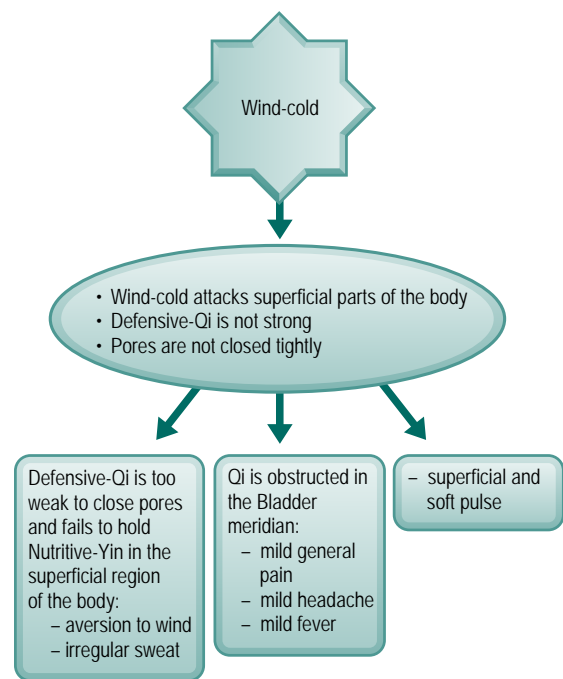 Wind-cold
• Wind-cold attacks superficial parts of the body
• Defensive-Qi is not strong
• Pores are not closed tightly
Defensive-Qi is too
weak to close pores
and fails to hold
Nutritive-Yin in the
superficial region
of the body:
– aversion to wind
– irregular sweat
Qi is obstructed in
the Bladder
meridian:
– mild general
pain
– mild headache
– mild fever
– superficial and
soft pulse